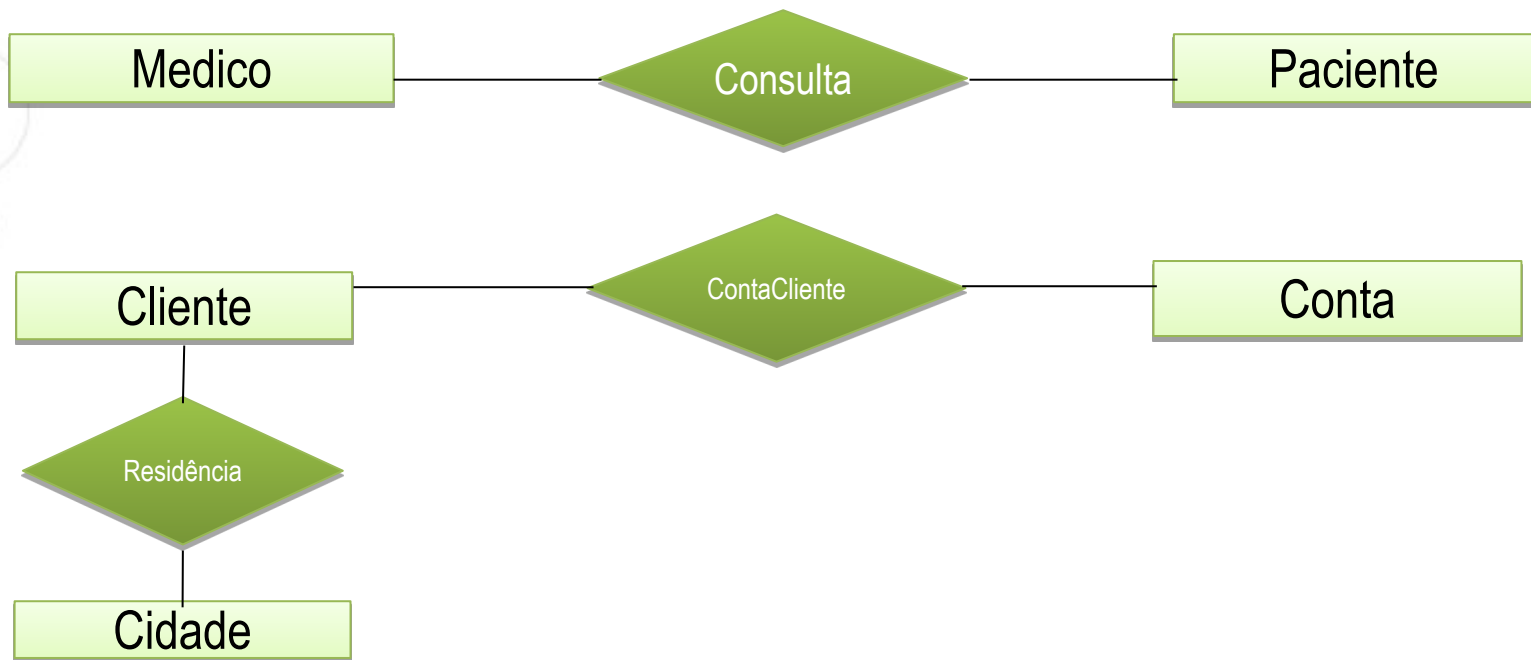 Medico
Consulta
Paciente
Cliente
ContaCliente
Conta
Residência
Cidade